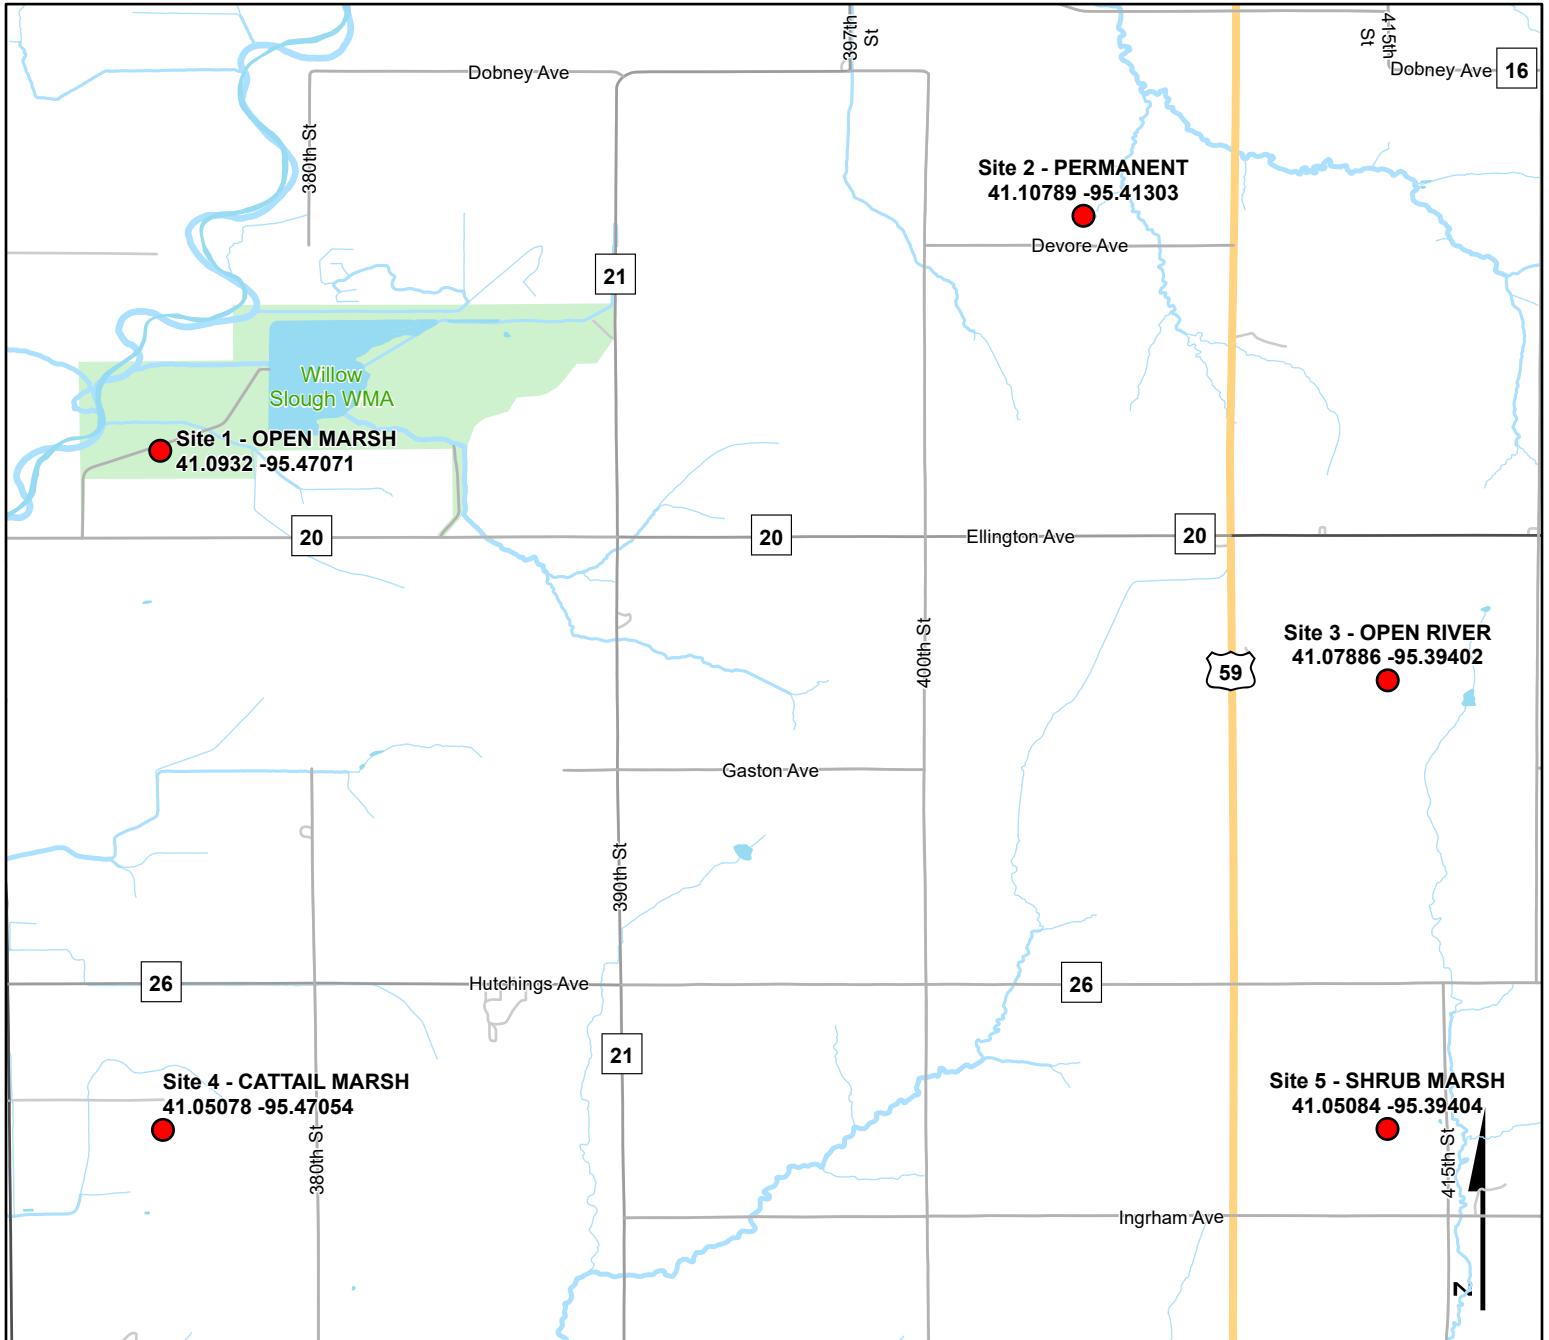 397th
St
415th
St
Dobney Ave
Dobney Ave
16
380th St
Site 2 - PERMANENT
41.10789 -95.41303
Devore Ave
21
Willow
Slough WMA
Site 1 - OPEN MARSH
41.0932 -95.47071
20
20
Ellington Ave
20
400th St
Site 3 - OPEN RIVER
41.07886 -95.39402
59
Gaston Ave
390th St
26
Hutchings Ave
26
21
Site 4 - CATTAIL MARSH
41.05078 -95.47054
380th St
Site 5 - SHRUB MARSH
41.05084 -95.39404
415th St
Ingrham Ave
N